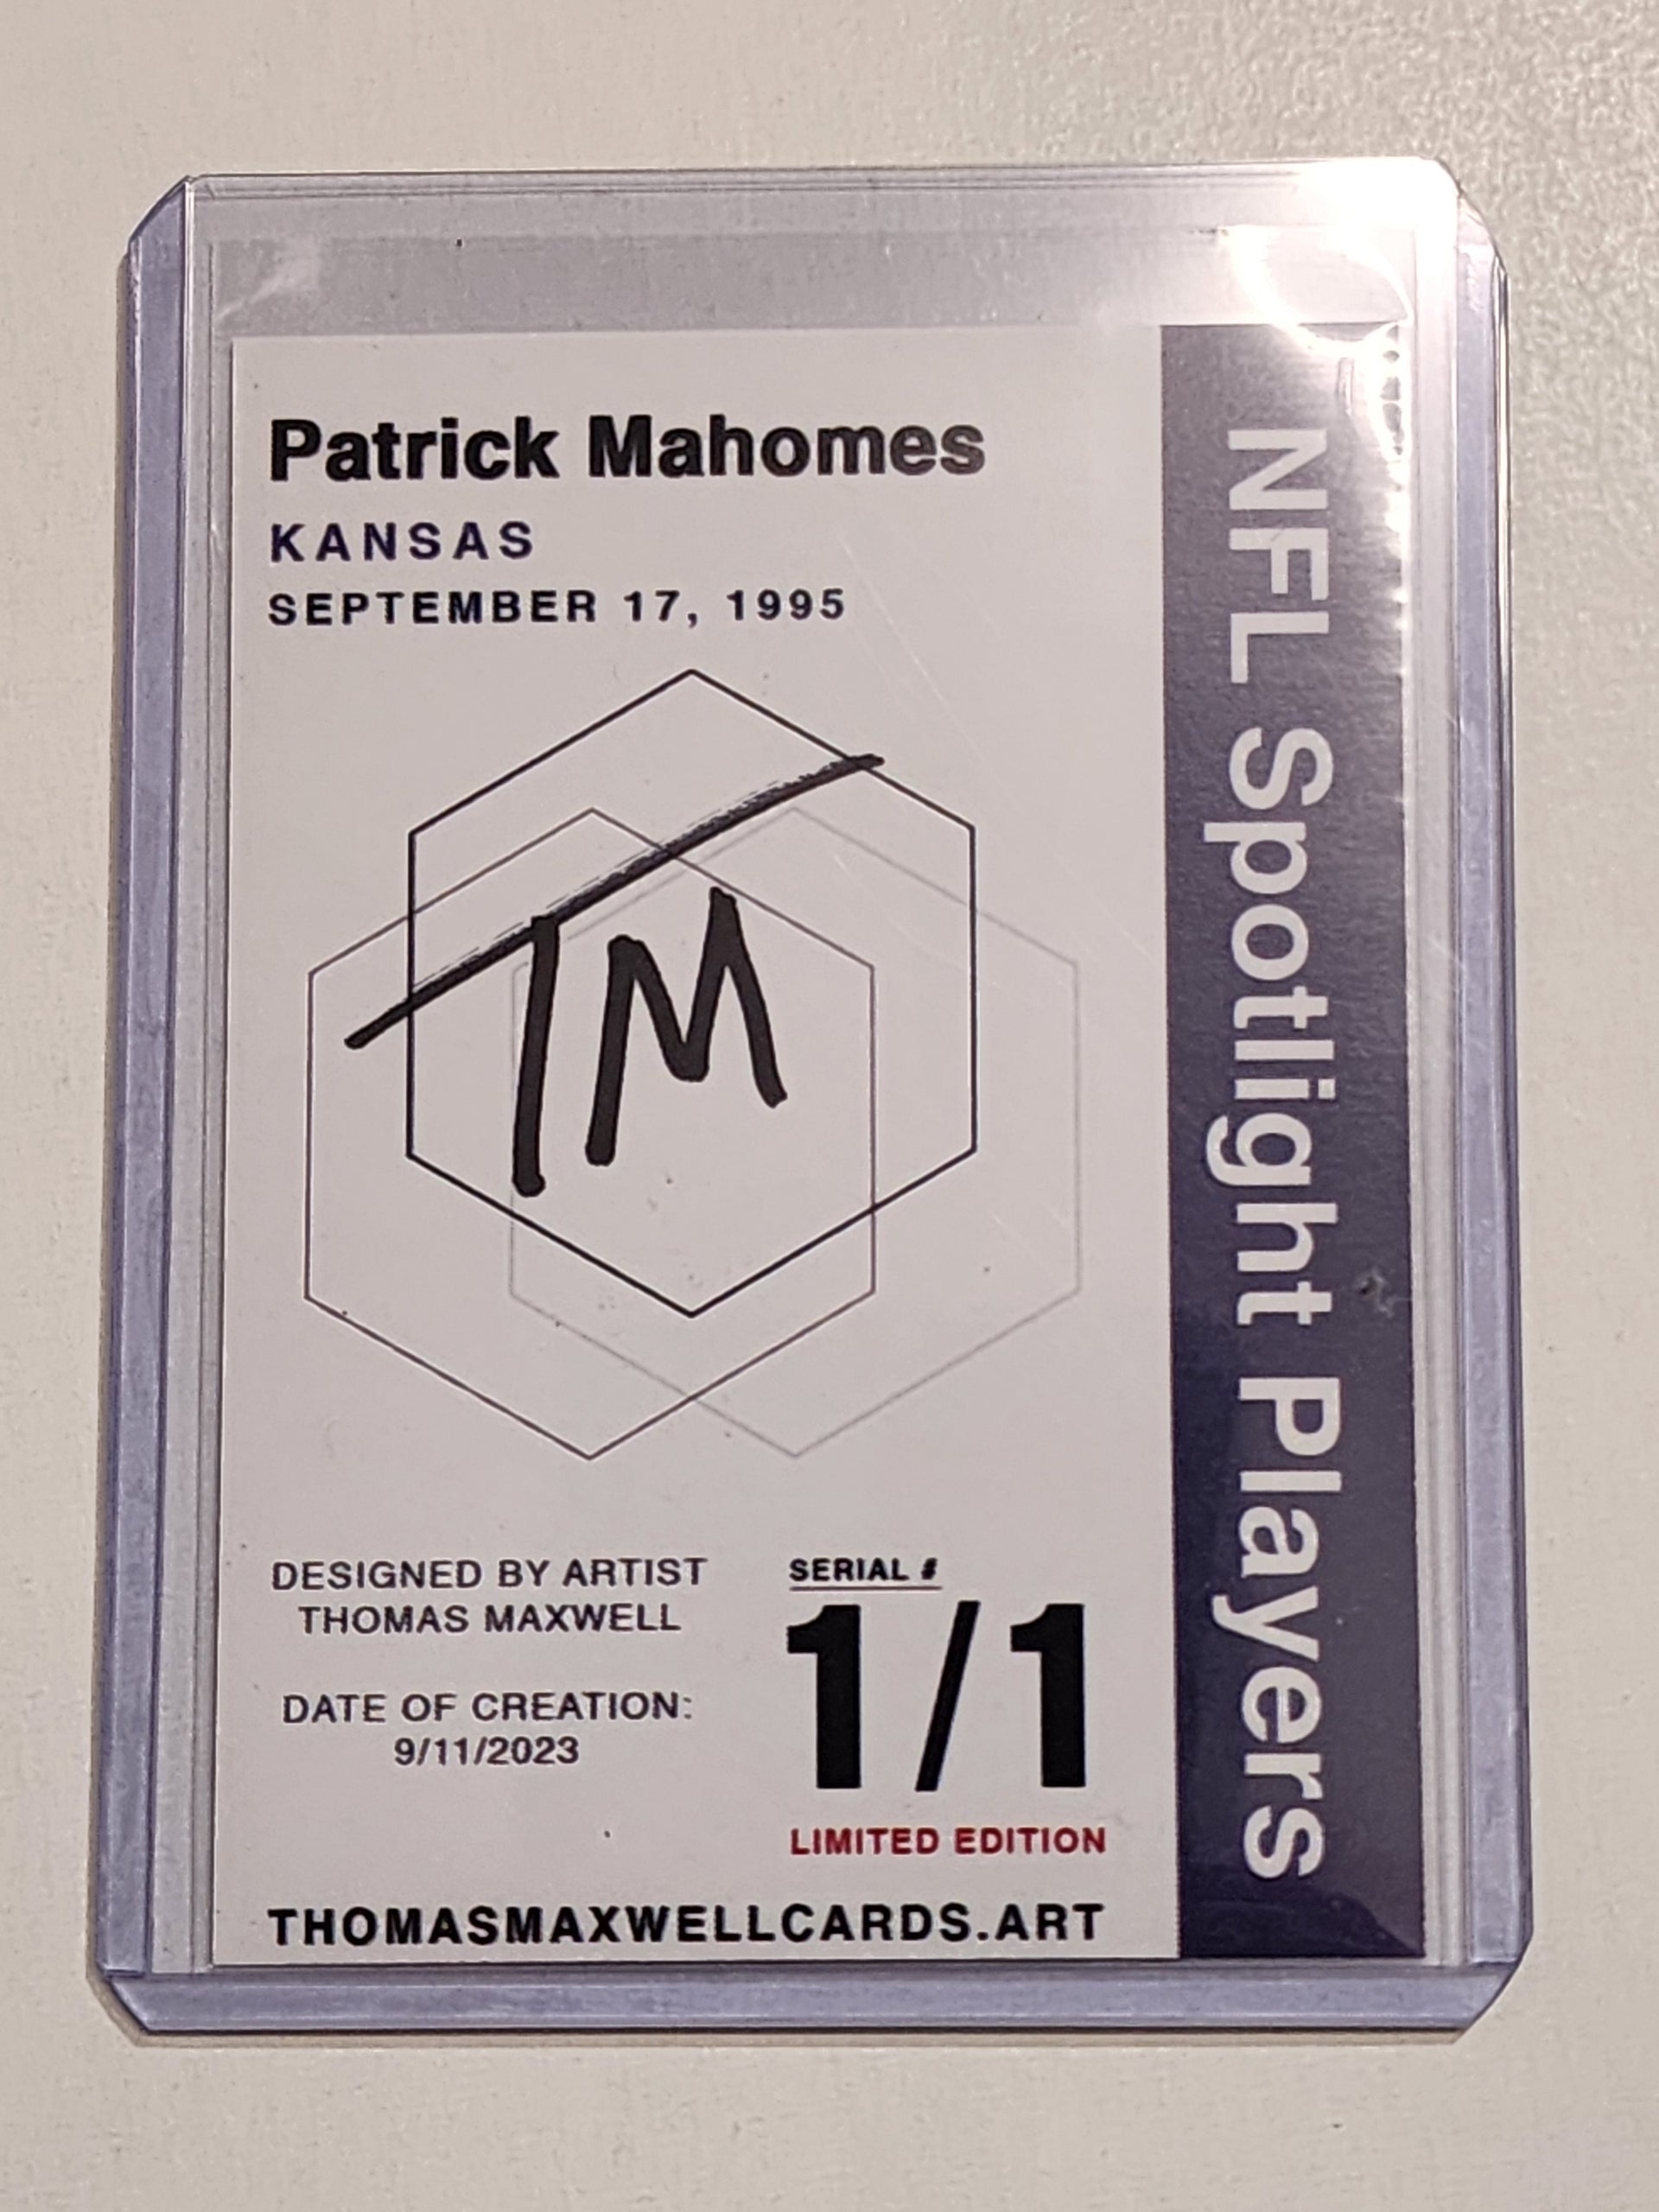 Patrick Mahomes
KANSAS
SEPTEMBER 17, 1995
TM
DESIGNED BY ARTIST
THOMAS MAXWELL
DATE OF CREATION:
9/11/2023
SERIAL #
1/1
LIMITED EDITION
THOMASMAXWELLCARDS.ART
NFL Spotlight Players